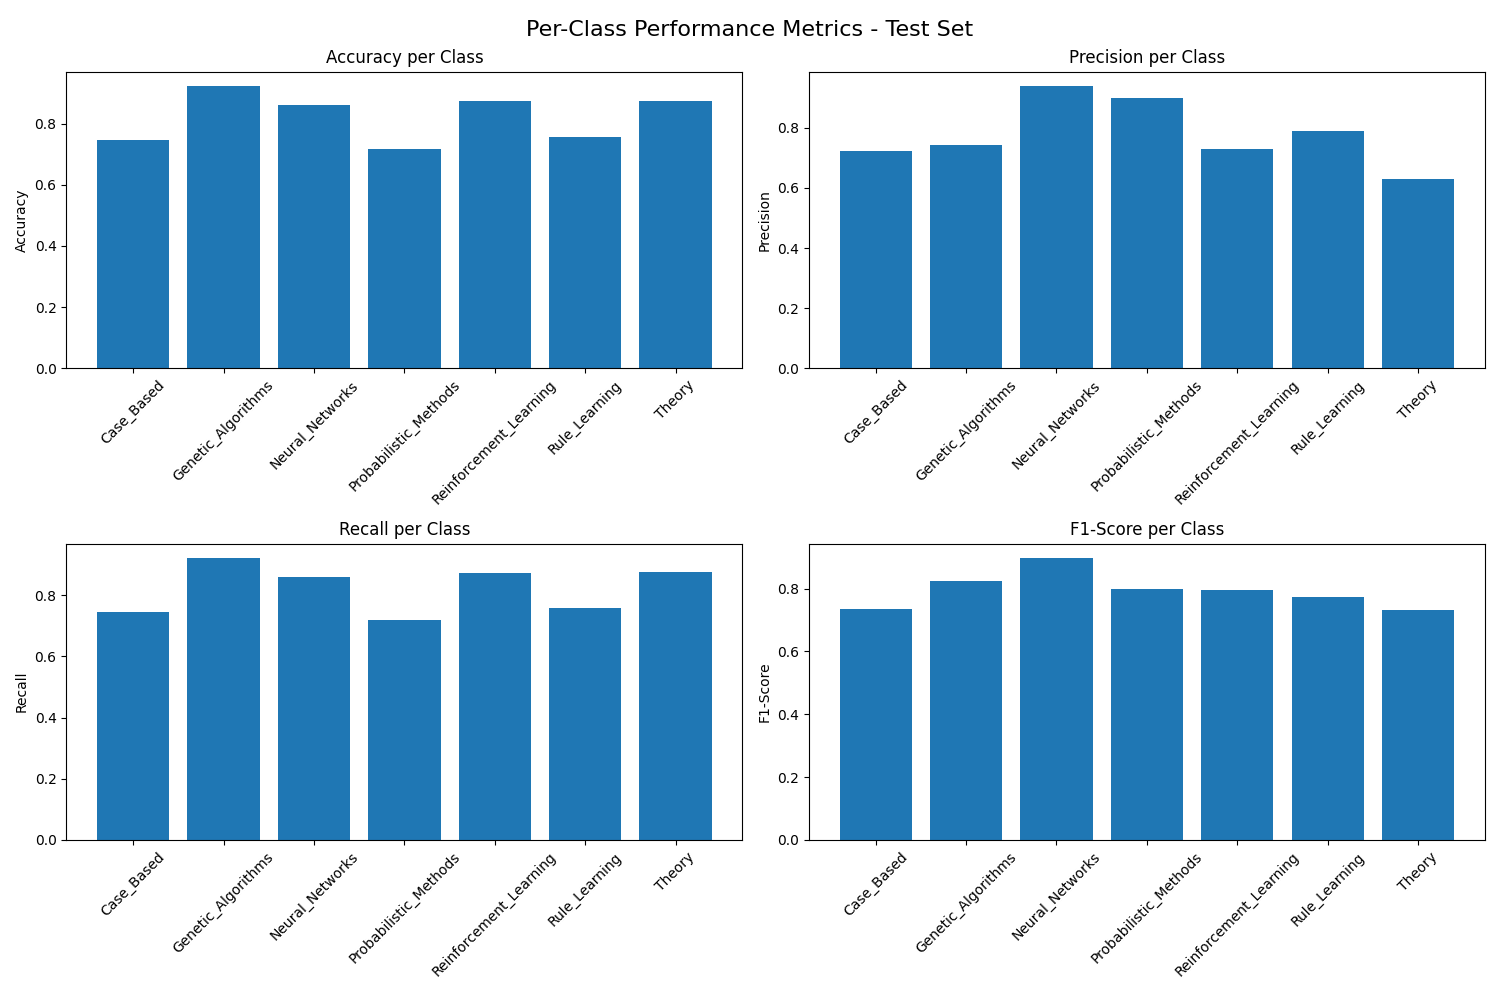 Per-Class Performance Metrics - Test Set
Accuracy per Class
Accuracy
0.8
0.6
0.4
0.2
0.0
Case_Based
Genetic_Algorithms
Neural_Networks
Probabilistic_Methods
Reinforcement_Learning
Rule_Learning
Theory
Precision per Class
Precision
0.8
0.6
0.4
0.2
0.0
Case_Based
Genetic_Algorithms
Neural_Networks
Probabilistic_Methods
Reinforcement_Learning
Rule_Learning
Theory
Recall per Class
Recall
0.8
0.6
0.4
0.2
0.0
Case_Based
Genetic_Algorithms
Neural_Networks
Probabilistic_Methods
Reinforcement_Learning
Rule_Learning
Theory
F1-Score per Class
F1-Score
0.8
0.6
0.4
0.2
0.0
Case_Based
Genetic_Algorithms
Neural_Networks
Probabilistic_Methods
Reinforcement_Learning
Rule_Learning
Theory